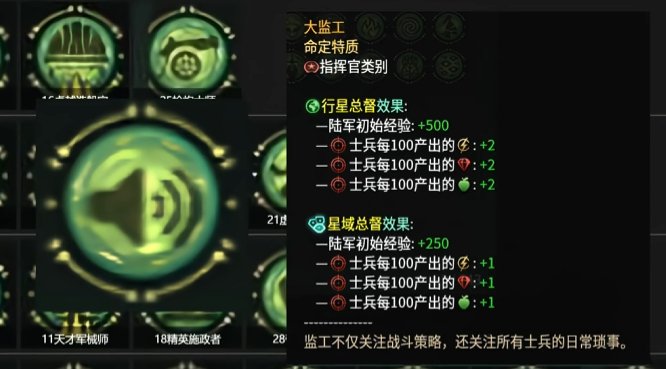 大监工
命定特质
指挥官类别
行星总督效果:
—陆军初始经验: +500
— 士兵每100产出的 : +2
— 士兵每100产出的 : +2
— 士兵每100产出的 : +2
星域总督效果:
—陆军初始经验: +250
— 士兵每100产出的 : +1
— 士兵每100产出的 : +1
— 士兵每100产出的 : +1
--------------
监工不仅关注战斗策略，还关注所有士兵的日常琐事。
21虚
11天才军械师
18精英施政者
28